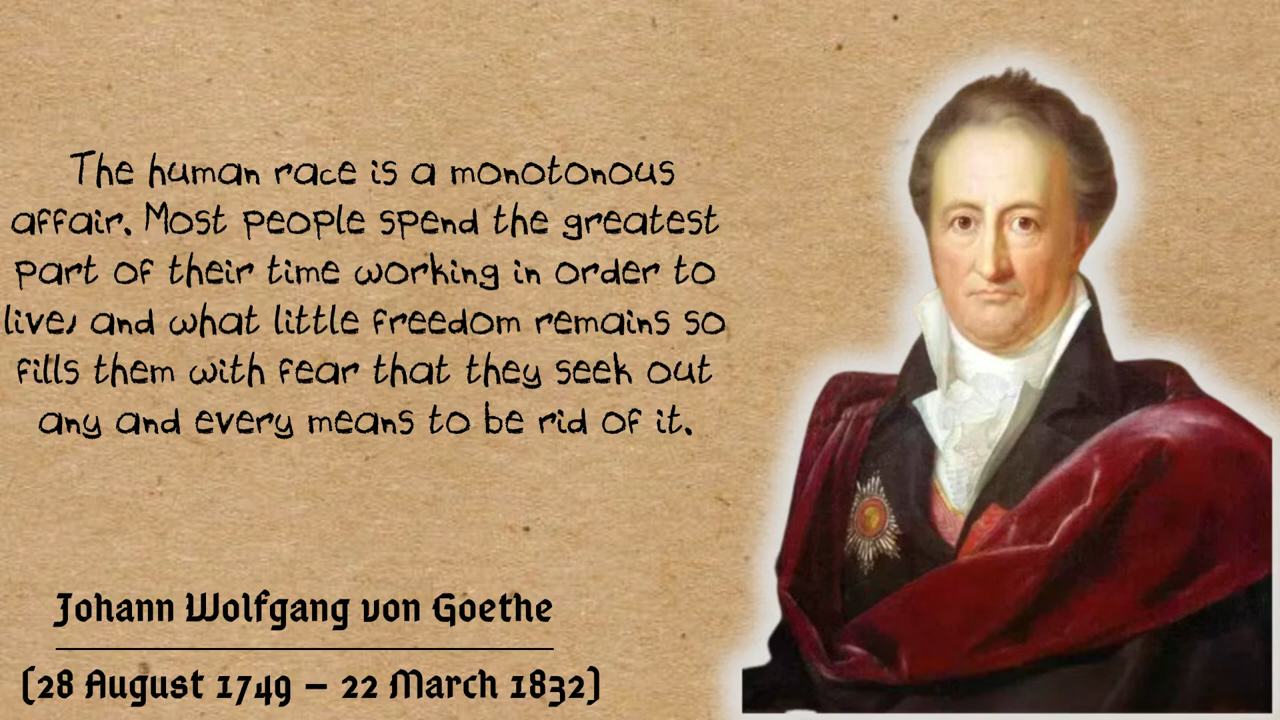 The human race is a monotonous
affair. Most people spend the greatest
part of their time working in order to
live, and what little freedom remains so
fills them with fear that they seek out
any and every means to be rid of it.
Johann Wolfgang von Goethe
(28 August 1749 – 22 March 1832)